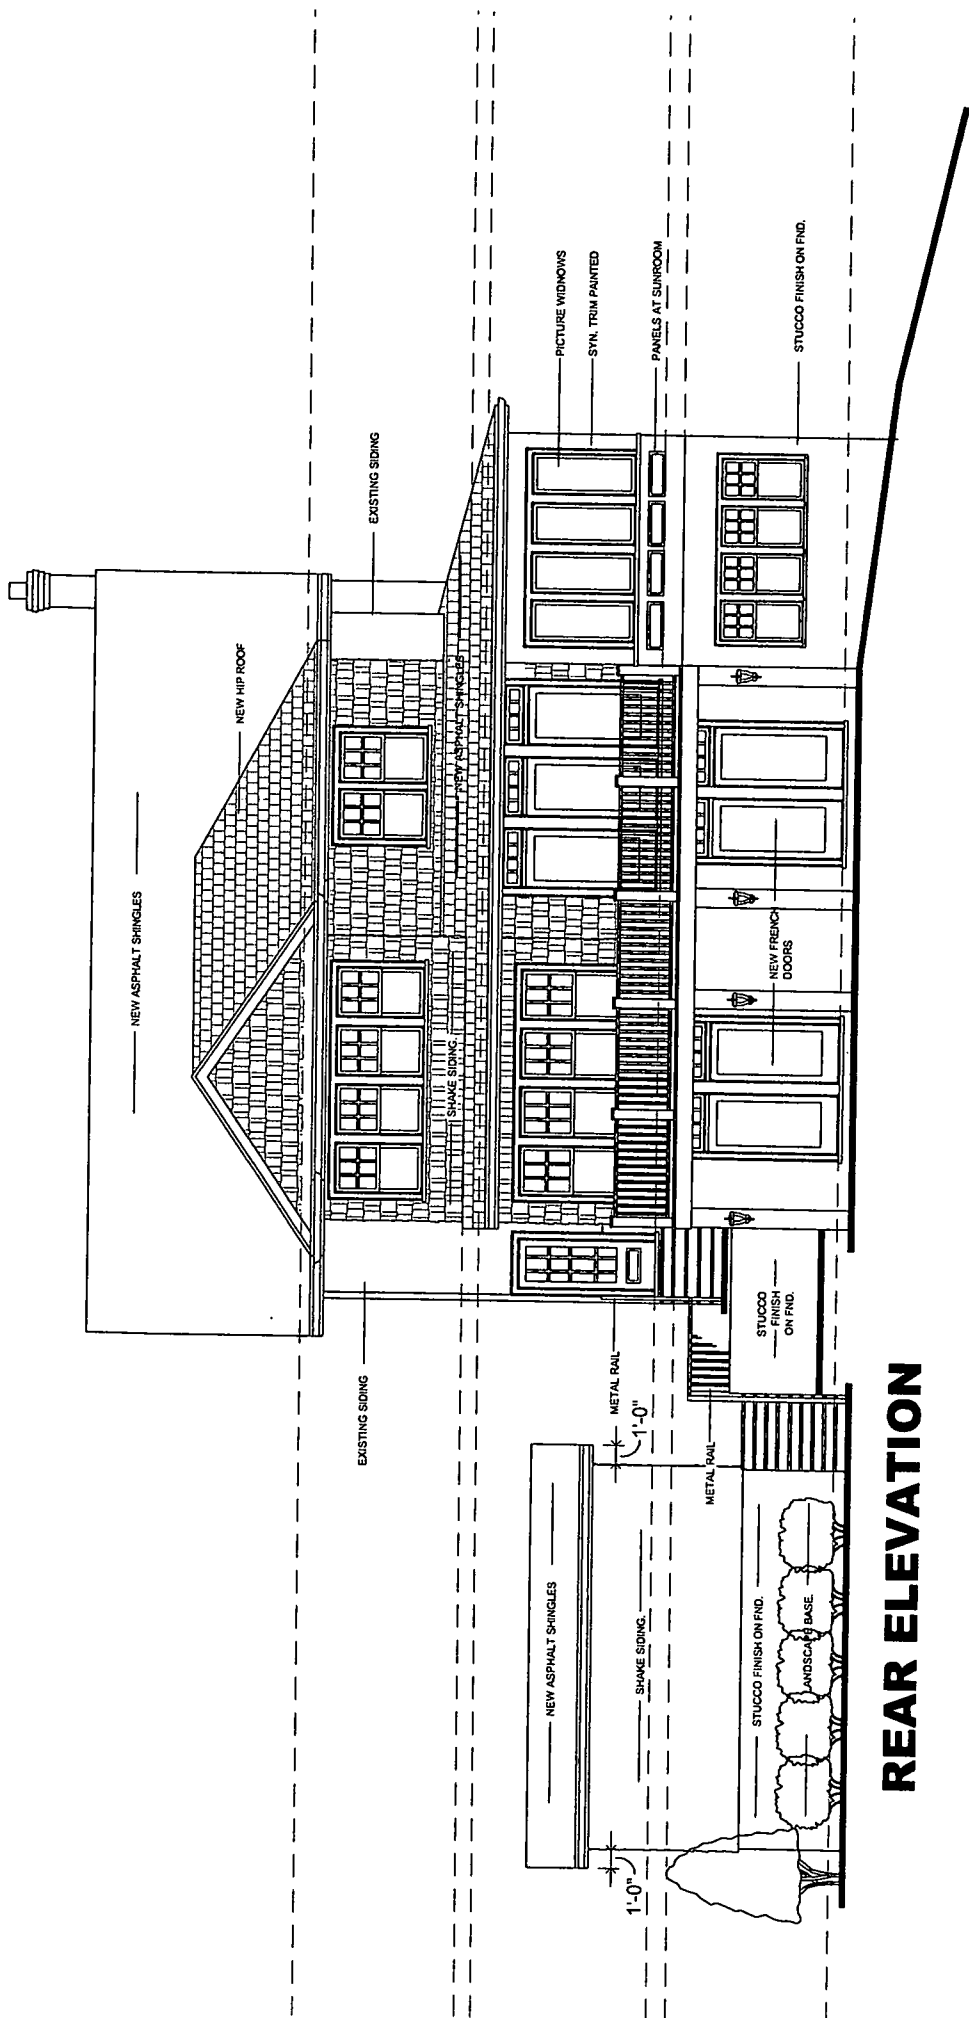 NEW ASPHALT SHINGLES
NEW HIP ROOF
EXISTING SIDING
EXISTING SIDING
NEW ASPHALT SHINGLES
SHAKE SIDING.
PICTURE WIDNOWS
SYN. TRIM PAINTED
PANELS AT SUNROOM
STUCCO FINISH ON FND.
NEW FRENCH
DOORS
METAL RAIL
METAL RAIL
STUCCO
FINISH
ON FND.
1'-0"
1'-0"
NEW ASPHALT SHINGLES
SHAKE SIDING.
STUCCO FINISH ON FND.
LANDSCAPE BASE.
REAR ELEVATION